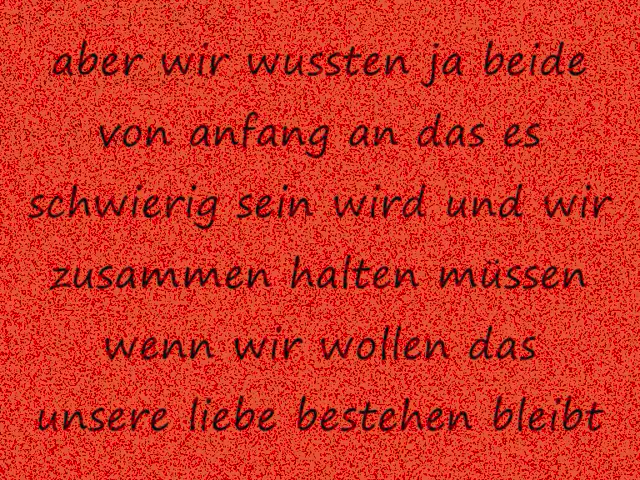 aber wir wussten ja beide
von anfang an das es
schwierig sein wird und wir
zusammen halten müssen
wenn wir wollen das
unsere liebe bestehen bleibt